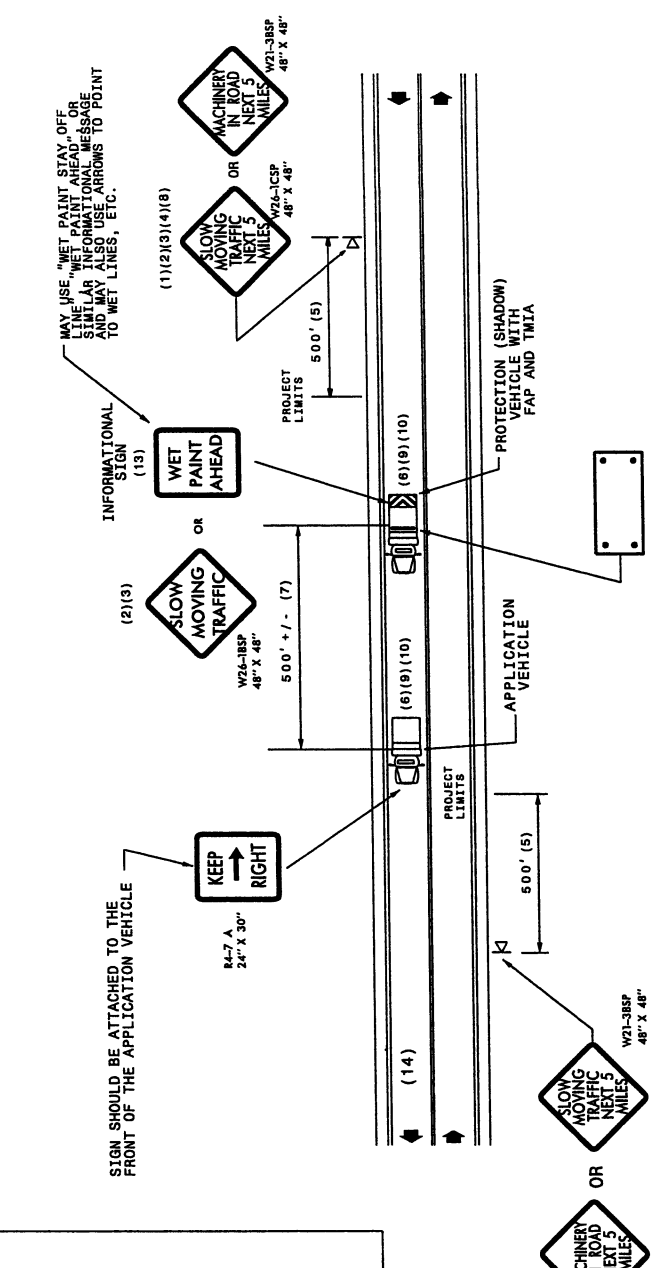 MAY USE "WET PAINT STAY OFF
LINE" "WET PAINT AHEAD", OR
SIMILAR INFORMATIONAL MESSAGE
AND MAY ALSO USE ARROWS TO POINT
TO WET LINES, ETC.
W21-3BSP
48" X 48"
MACHINERY
IN ROAD
NEXT 5
MILES
OR
(1)(2)(3)(4)(8)
SLOW
MOVING
TRAFFIC
NEXT 5
MILES
W26-1CSP
48" X 48"
500' (5)
PROJECT
LIMITS
INFORMATIONAL
SIGN
(13)
WET
PAINT
AHEAD
OR
(2)(3)
SLOW
MOVING
TRAFFIC
W26-1BSP
48" X 48"
500' +/- (7)
(6)(9)(10)
PROTECTION (SHADOW)
VEHICLE WITH
FAP AND TMIA
(6)(9)(10)
APPLICATION
VEHICLE
SIGN SHOULD BE ATTACHED TO THE
FRONT OF THE APPLICATION VEHICLE
KEEP
RIGHT
R4-7 A
24" X 30"
PROJECT
LIMITS
500' (5)
(14)
SLOW
MOVING
TRAFFIC
NEXT 5
MILES
W21-3BSP
48" X 48"
OR
ROAD